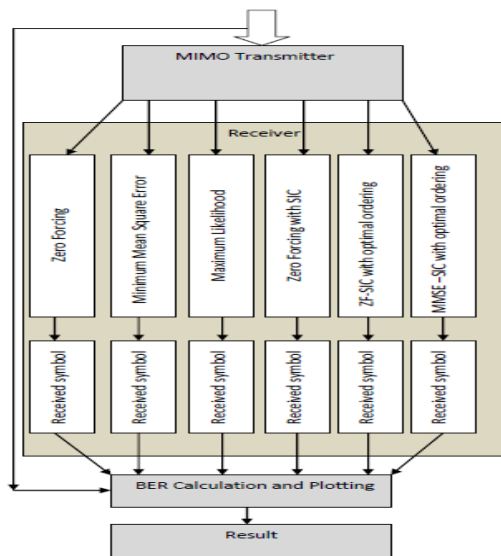 MIMO Transmitter
Receiver
Zero Forcing
Minimum Mean Square Error
Maximum Likelihood
Zero Forcing with SIC
ZF-SIC with optimal ordering
MMSE –SIC with optimal ordering
Received symbol
Received symbol
Received symbol
Received symbol
Received symbol
Received symbol
BER Calculation and Plotting
Result